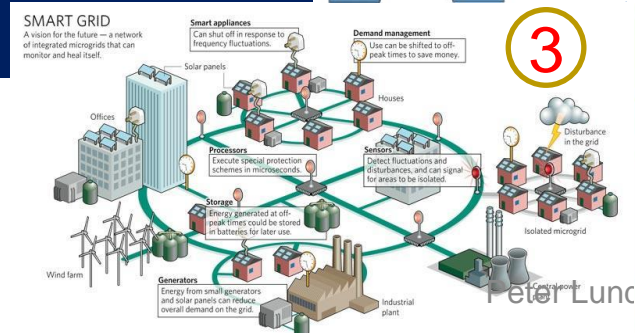 SMART GRID
A vision for the future — a network
of integrated microgrids that can
monitor and heal itself.
Smart appliances
Can shut off in response to
frequency fluctuations.
Demand management
Use can be shifted to off-
peak times to save money.
3
Solar panels
Houses
Offices
Processors
Execute special protection
schemes in microseconds.
Sensors
Detect fluctuations and
disturbances, and can signal
for areas to be isolated.
Disturbance
in the grid
Storage
Energy generated at off-
peak times could be stored
in batteries for later use.
Isolated microgrid
Wind farm
Generators
Energy from small generators
and solar panels can reduce
overall demand on the grid.
Industrial
plant
Central power
Peter Lund